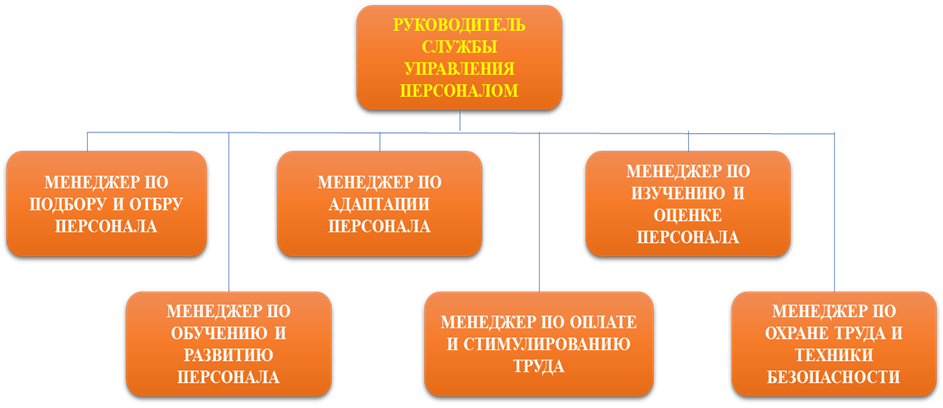 РУКОВОДИТЕЛЬ
СЛУЖБЫ
УПРАВЛЕНИЯ
ПЕРСОНАЛОМ
МЕНЕДЖЕР ПО
ПОДБОРУ И ОТБРУ
ПЕРСОНАЛА
МЕНЕДЖЕР ПО
АДАПТАЦИИ
ПЕРСОНАЛА
МЕНЕДЖЕР ПО
ИЗУЧЕНИЮ И
ОЦЕНКЕ
ПЕРСОНАЛА
МЕНЕДЖЕР ПО
ОБУЧЕНИЮ И
РАЗВИТИЮ
ПЕРСОНАЛА
МЕНЕДЖЕР ПО ОПЛАТЕ
И СТИМУЛИРОВАНИЮ
ТРУДА
МЕНЕДЖЕР ПО
ОХРАНЕ ТРУДА И
ТЕХНИКИ
БЕЗОПАСНОСТИ